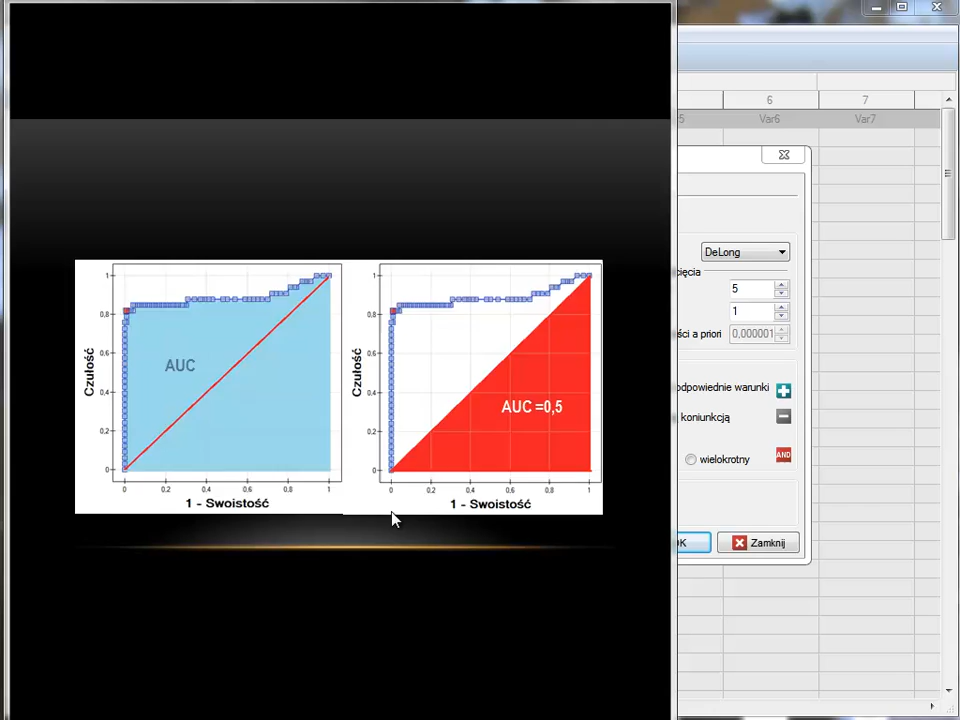 6
7
5
Var6
Var7
DeLong
cięcia
5
1
ści a priori
0,000001
odpowiednie warunki
koniunkcją
wielokrotny
AND
OK
Zamknij
1
0,8
0,6
0,4
0,2
0
Czułość
AUC
0
0,2
0,4
0,6
0,8
1
1 - Swoistość
1
0,8
0,6
0,4
0,2
0
Czułość
AUC =0,5
0
0,2
0,4
0,6
0,8
1
1 - Swoistość